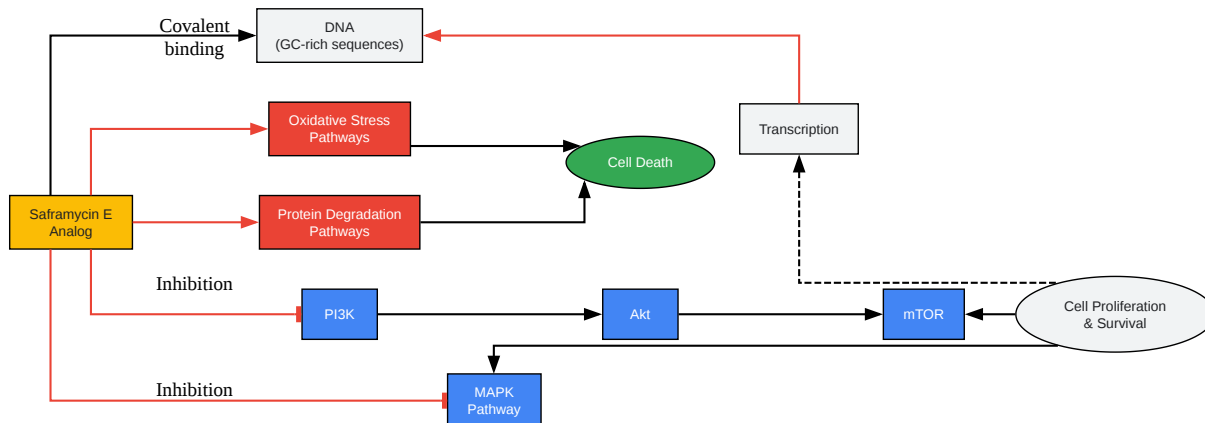 Covalent
binding
DNA
(GC-rich sequences)
Oxidative Stress
Pathways
Transcription
Cell Death
Saframycin E
Analog
Protein Degradation
Pathways
Inhibition
PI3K
Akt
mTOR
Cell Proliferation
& Survival
Inhibition
MAPK
Pathway